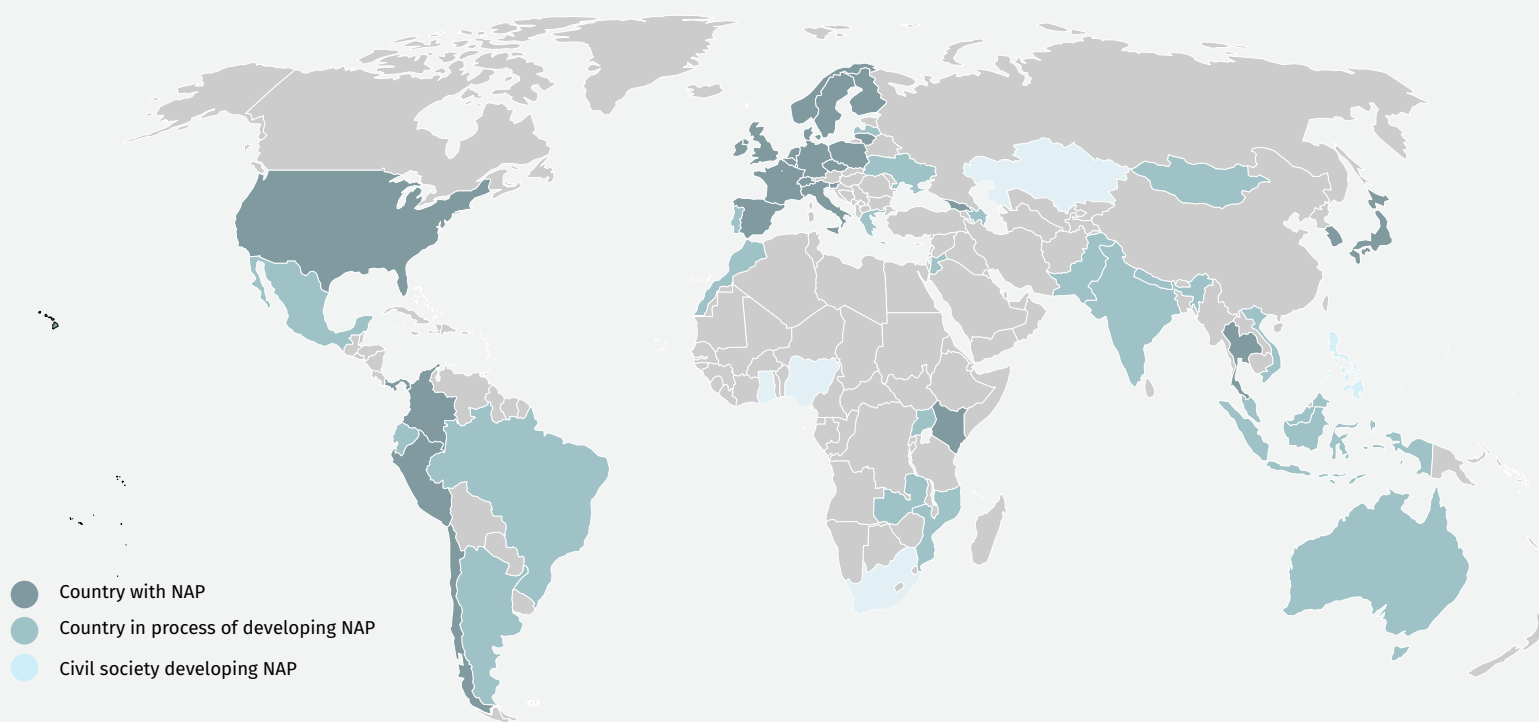 Country with NAP
Country in process of developing NAP
Civil society developing NAP